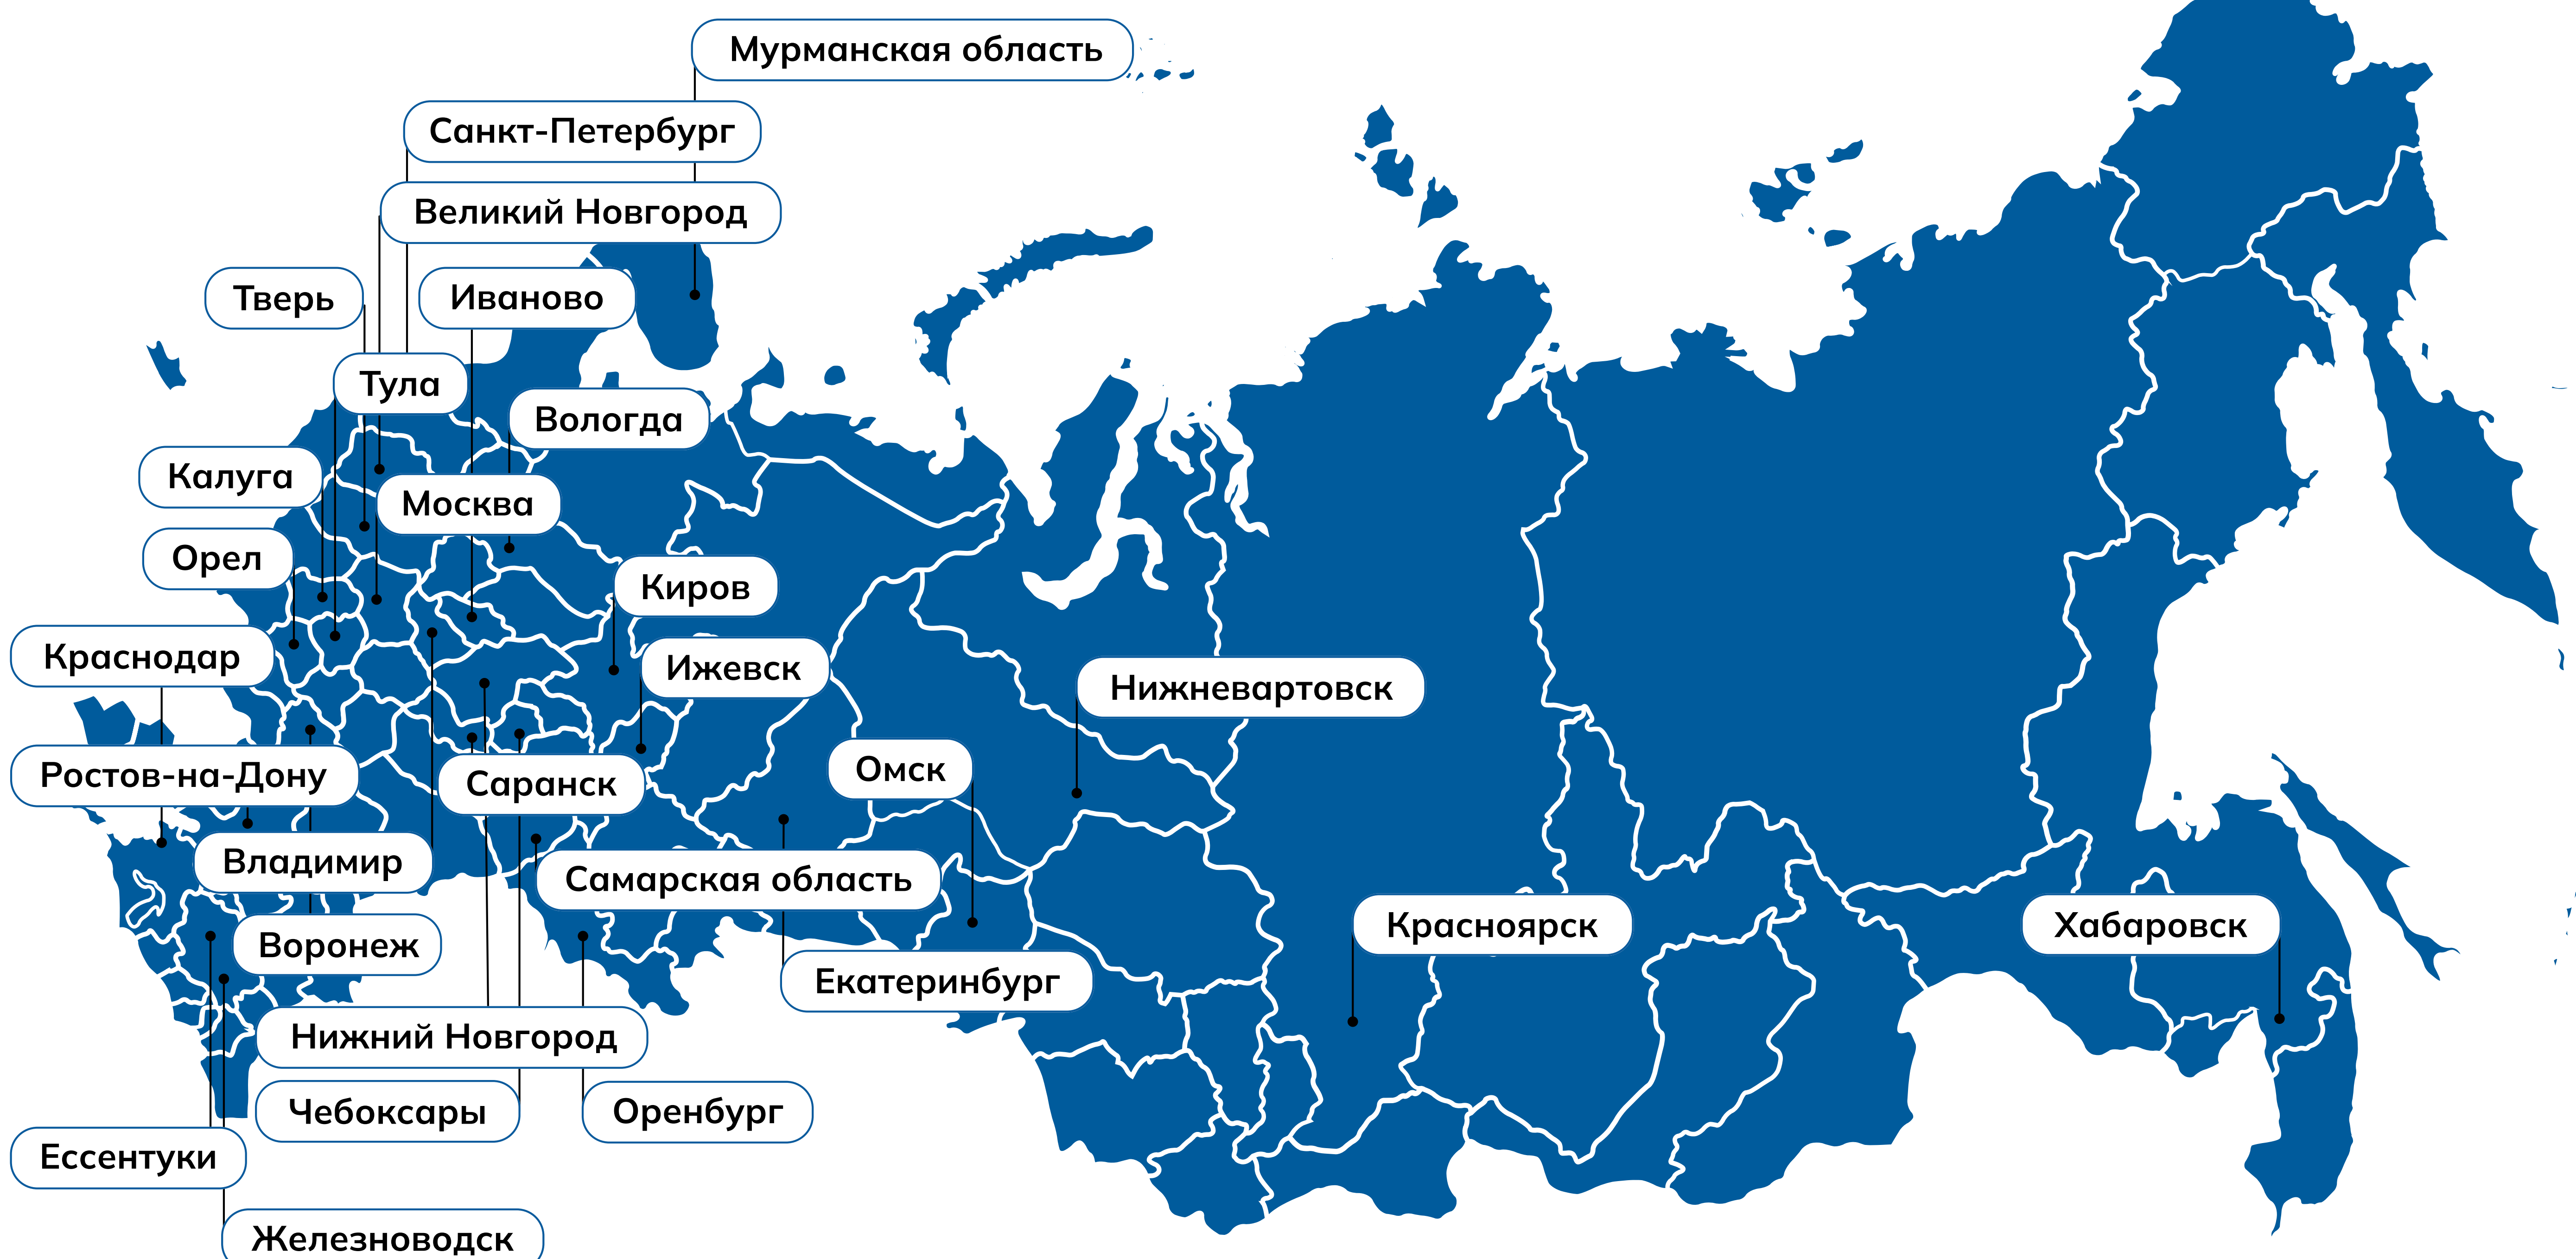 Мурманская область
Санкт-Петербург
Великий Новгород
Тверь
Иваново
Тула
Вологда
Калуга
Москва
Орел
Киров
Краснодар
Ижевск
Нижневартовск
Ростов-на-Дону
Саранск
Омск
Владимир
Самарская область
Воронеж
Красноярск
Хабаровск
Екатеринбург
Нижний Новгород
Чебоксары
Оренбург
Ессентуки
Железноводск